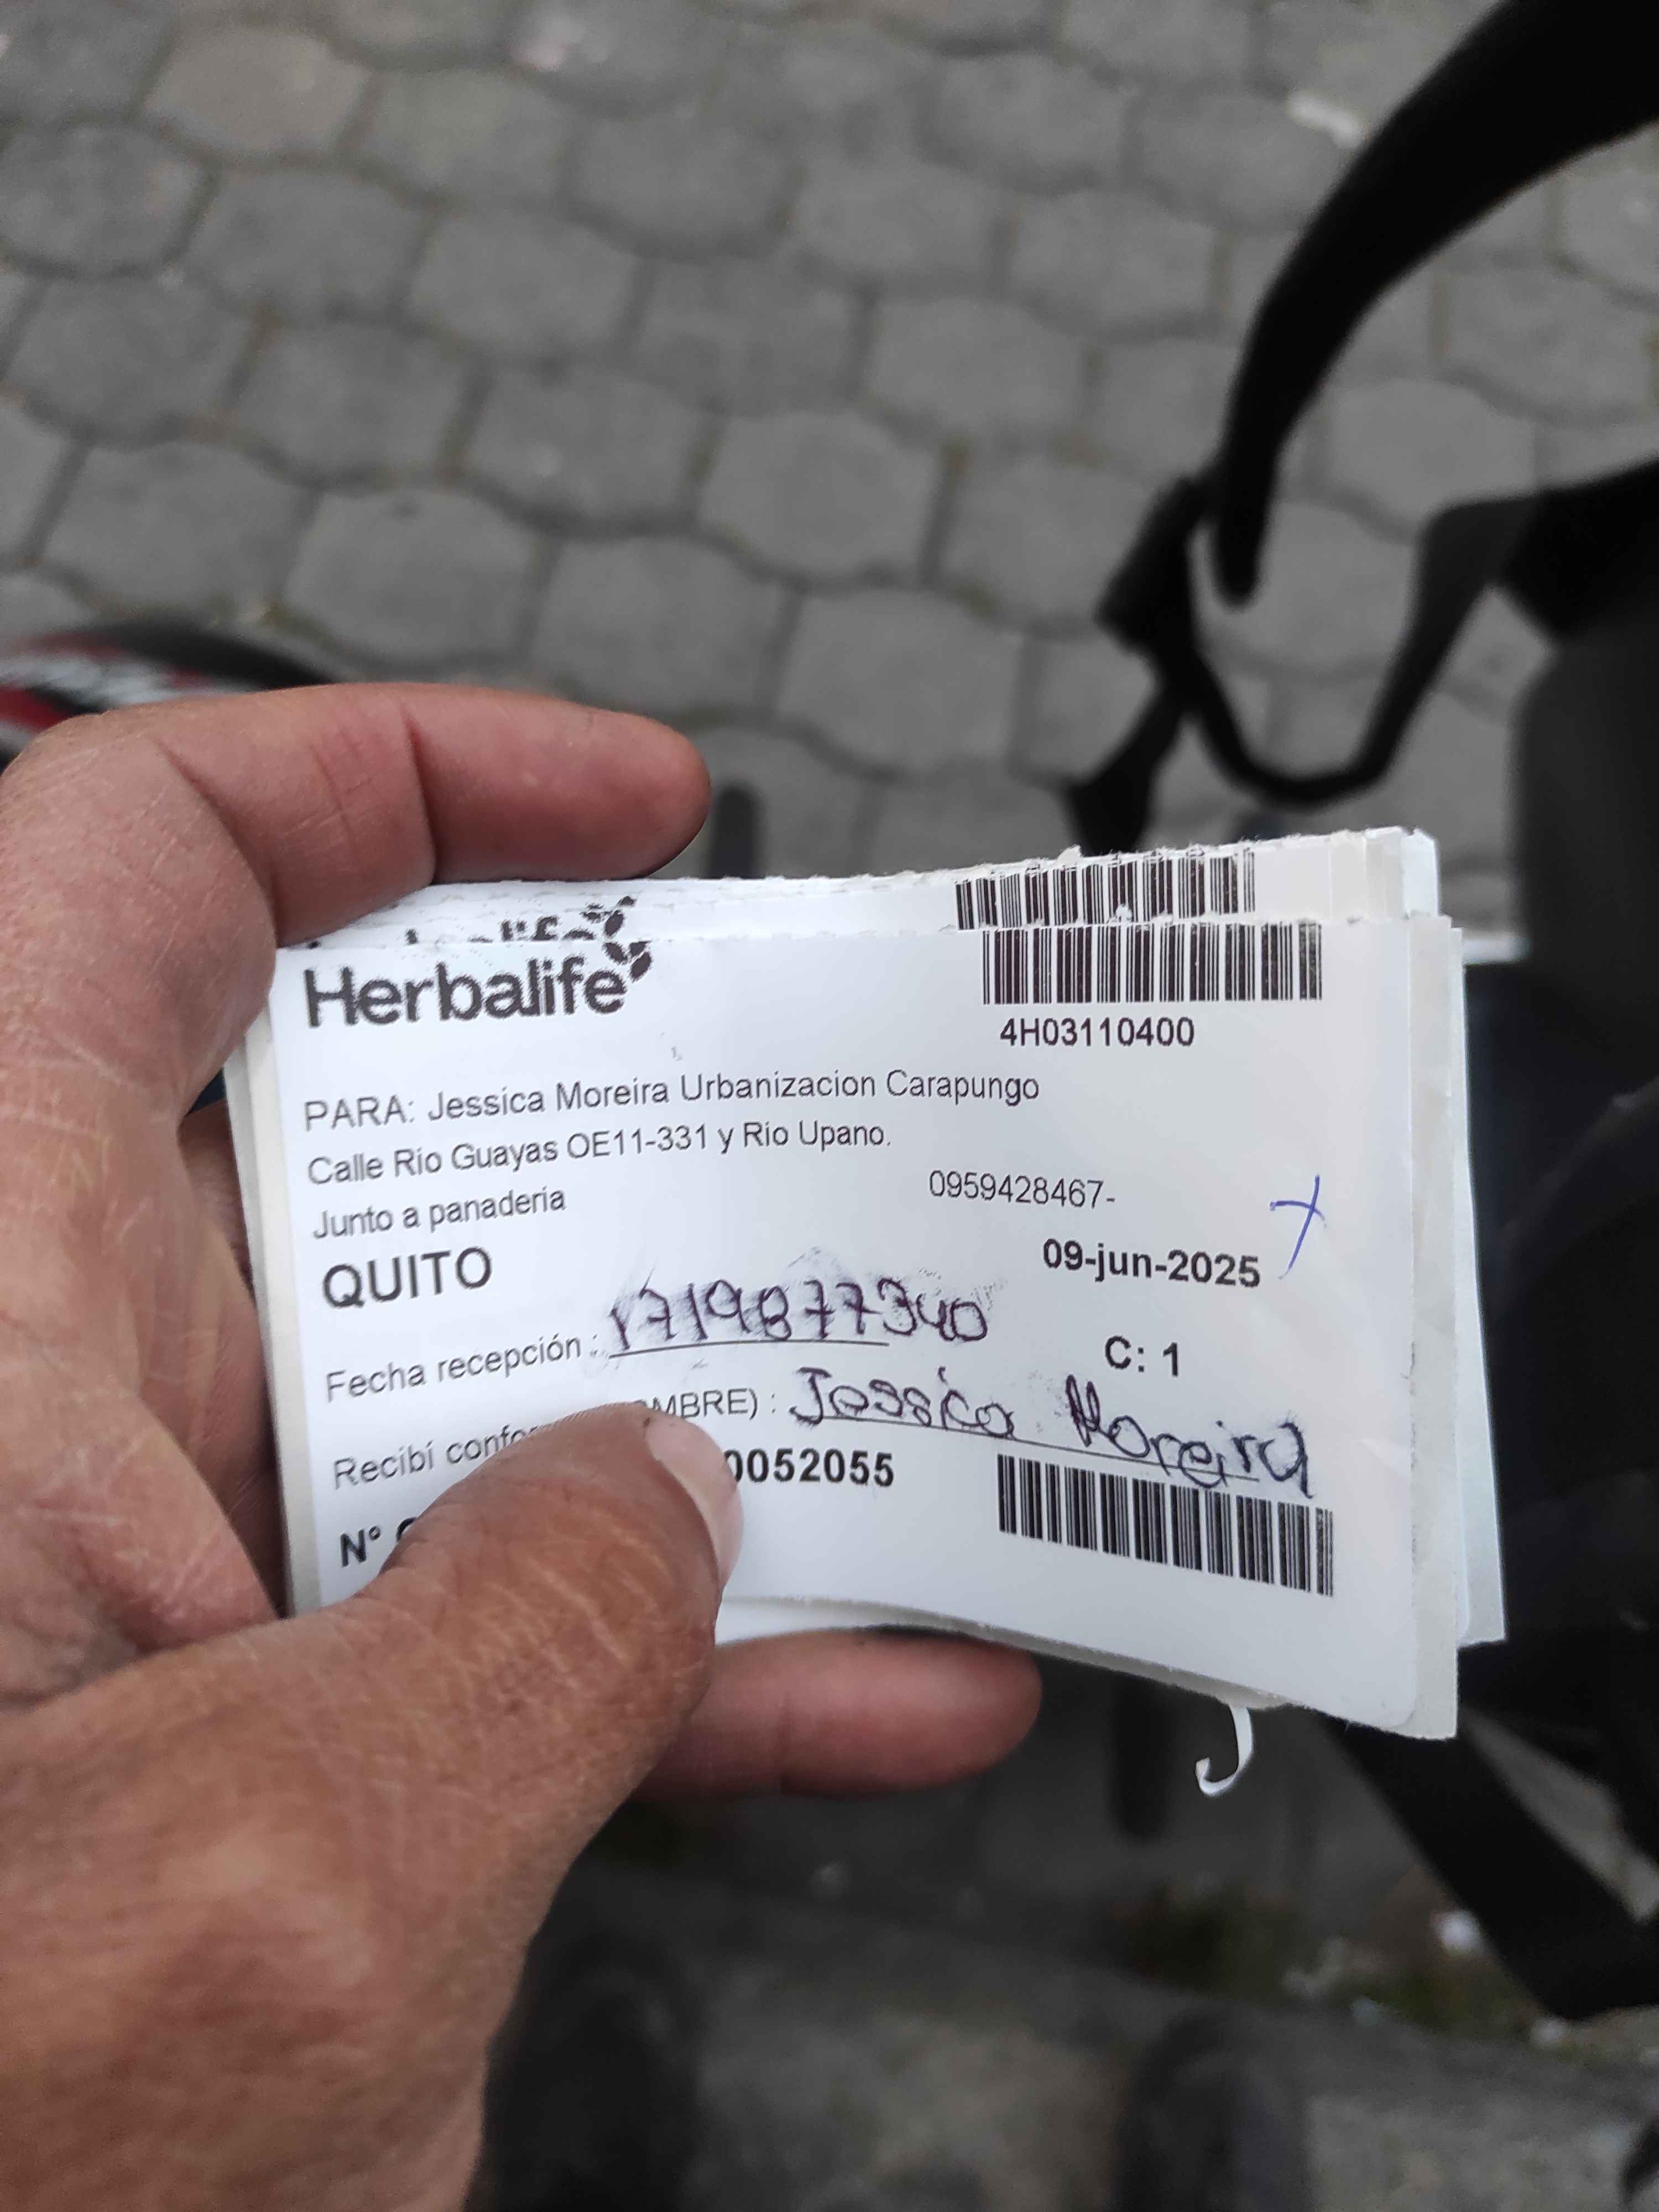 Herbalife
4H03110400
PARA: Jessica Moreira Urbanizacion Carapungo
Calle Rio Guayas OE11-331 y Rio Upano.
Junto a panaderia
0959428467-
QUITO
09-jun-2025
Fecha recepción : 1719877340
C: 1
Recibí MBRE) : Jessica Moreira
N° 0052055